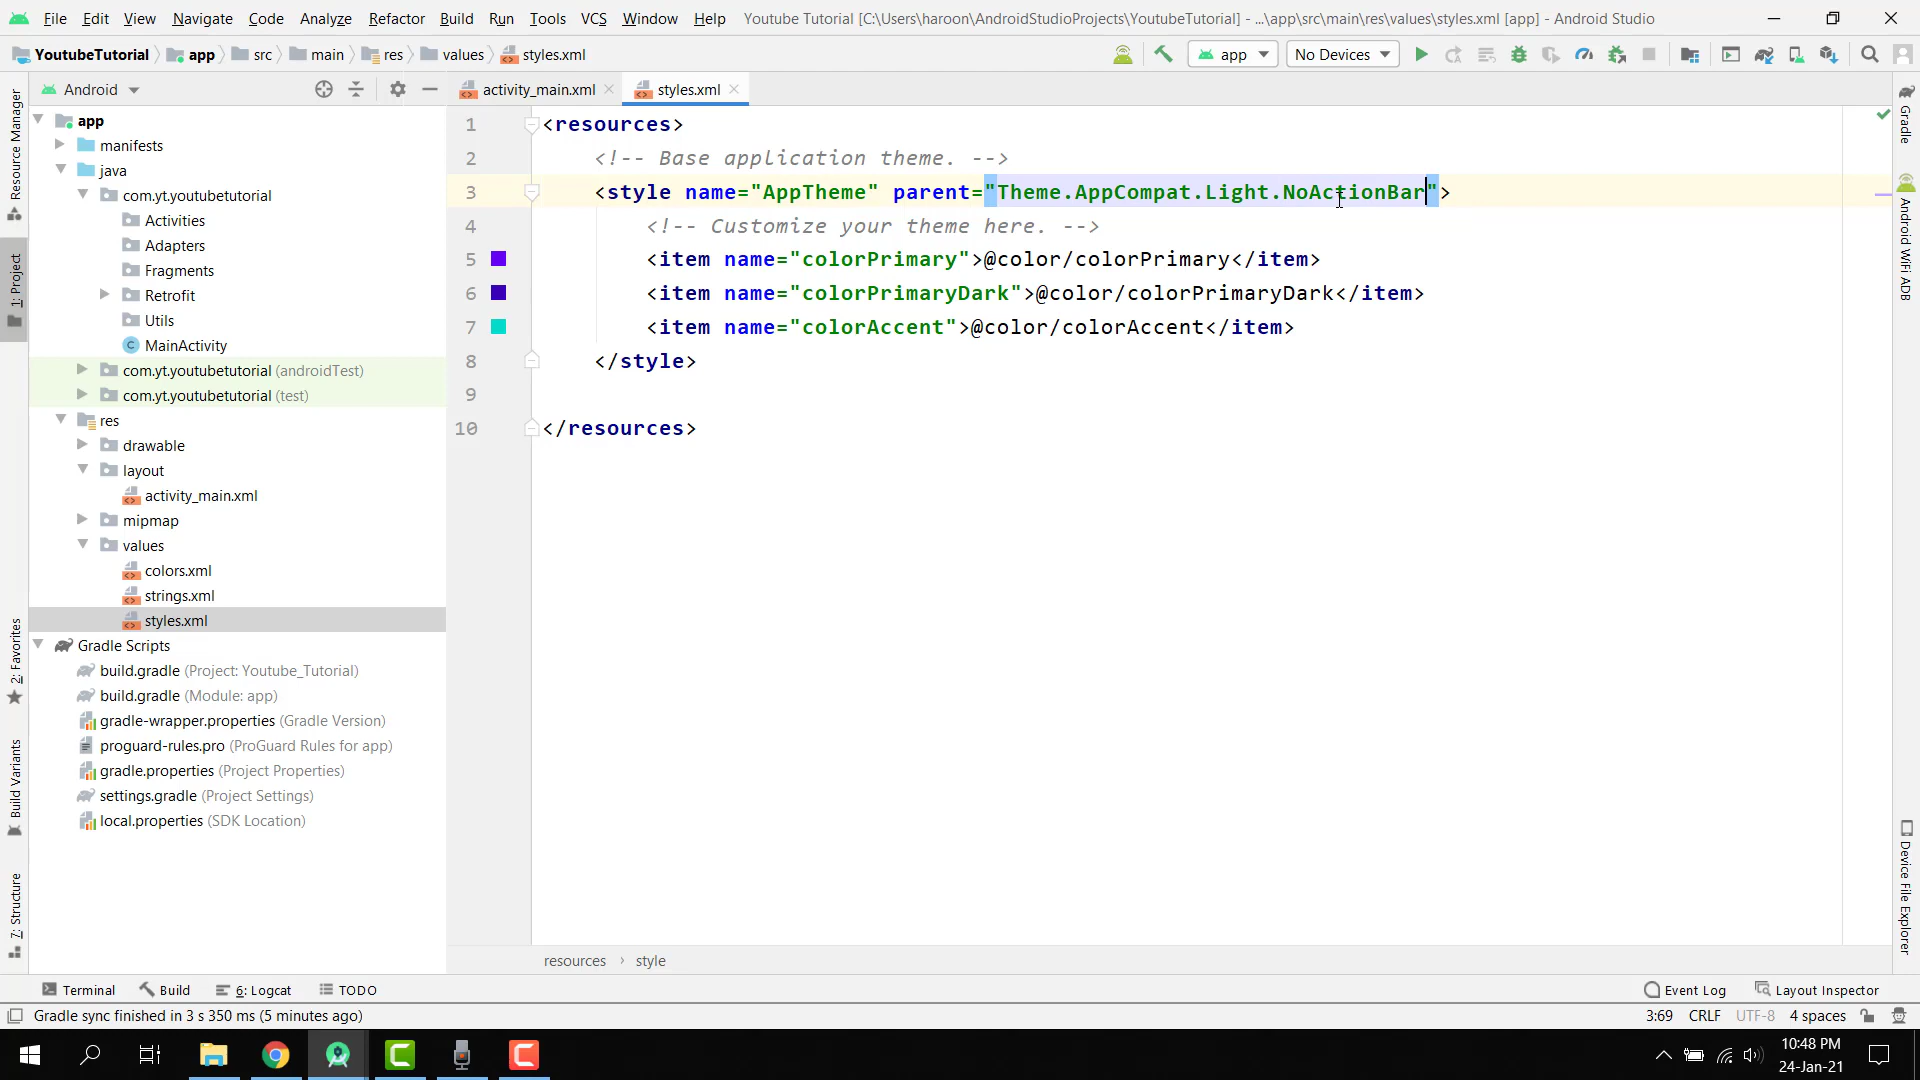 File Edit View Navigate Code Analyze Refactor Build Run Tools VCS Window Help Youtube Tutorial [C:\Users\haroon\AndroidStudioProjects\YoutubeTutorial] - ...\app\src\main\res\values\styles.xml [app] - Android Studio
YoutubeTutorial app src main res values styles.xml app No Devices
Android activity_main.xml styles.xml
app
manifests
java
com.yt.youtubetutorial
Activities
Adapters
Fragments
Retrofit
Utils
MainActivity
com.yt.youtubetutorial (androidTest)
com.yt.youtubetutorial (test)
res
drawable
layout
activity_main.xml
mipmap
values
colors.xml
strings.xml
styles.xml
Gradle Scripts
build.gradle (Project: Youtube_Tutorial)
build.gradle (Module: app)
gradle-wrapper.properties (Gradle Version)
proguard-rules.pro (ProGuard Rules for app)
gradle.properties (Project Properties)
settings.gradle (Project Settings)
local.properties (SDK Location)
Resource Manager
1: Project
2: Favorites
Build Variants
7: Structure
1 <resources>
2 <!-- Base application theme. -->
3 <style name="AppTheme" parent="Theme.AppCompat.Light.NoActionBar">
4 <!-- Customize your theme here. -->
5 <item name="colorPrimary">@color/colorPrimary</item>
6 <item name="colorPrimaryDark">@color/colorPrimaryDark</item>
7 <item name="colorAccent">@color/colorAccent</item>
8 </style>
9
10 </resources>
Gradle
Android WiFi ADB
Device File Explorer
resources › style
Terminal Build 6: Logcat TODO Event Log Layout Inspector
Gradle sync finished in 3 s 350 ms (5 minutes ago) 3:69 CRLF UTF-8 4 spaces
10:48 PM
24-Jan-21